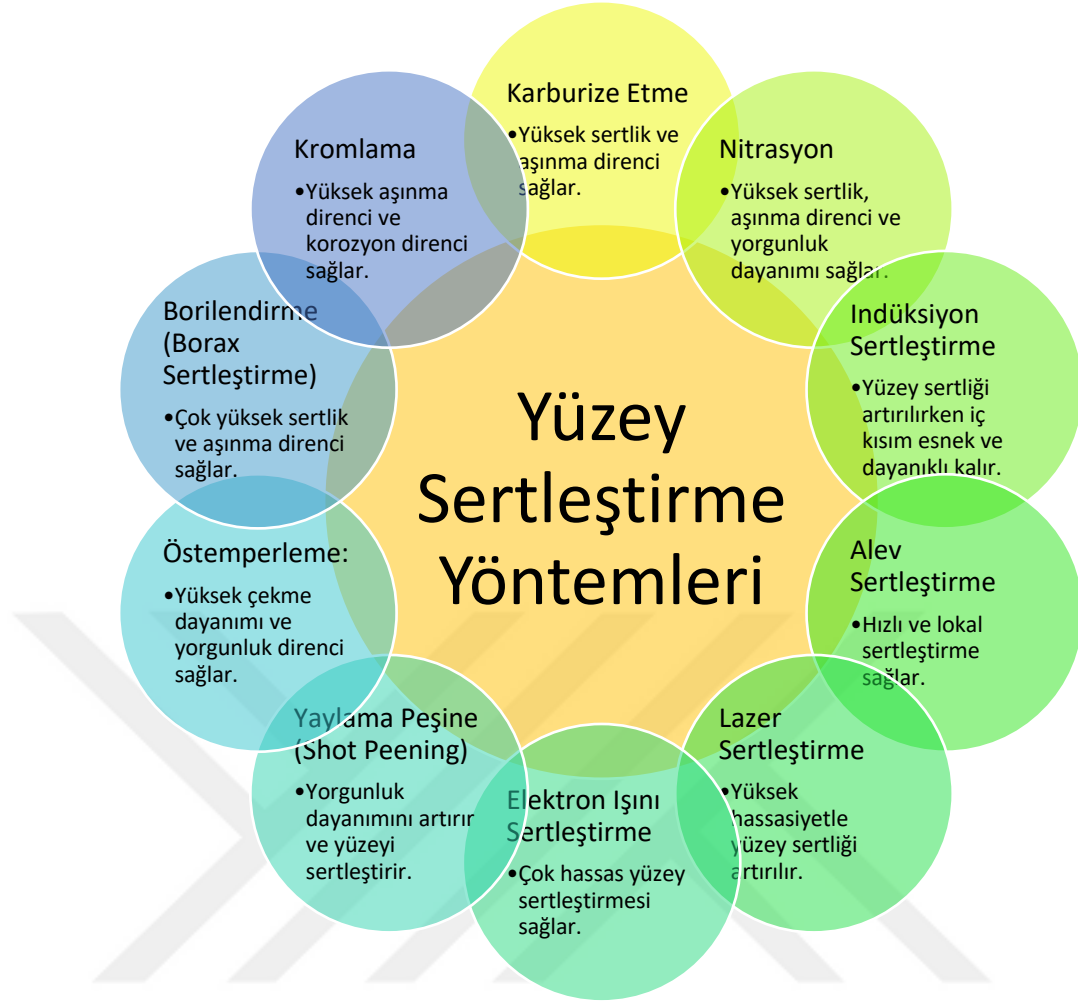 Yüzey
Sertleştirme
Yöntemleri
Karburize Etme
•Yüksek sertlik ve
aşınma direnci
sağlar.
Nitrasyon
•Yüksek sertlik,
aşınma direnci ve
yorgunluk
dayanımı sağlar.
Indüksiyon
Sertleştirme
•Yüzey sertliği
artırılırken iç
kısım esnek ve
dayanıklı kalır.
Alev
Sertleştirme
•Hızlı ve lokal
sertleştirme
sağlar.
Lazer
Sertleştirme
•Yüksek
hassasiyetle
yüzey sertliği
artırılır.
Elektron Işını
Sertleştirme
•Çok hassas yüzey
sertleştirmesi
sağlar.
Yaylama Peşine
(Shot Peening)
•Yorgunluk
dayanımını artırır
ve yüzeyi
sertleştirir.
Östemperleme:
•Yüksek çekme
dayanımı ve
yorgunluk direnci
sağlar.
Borilendirme
(Borax
Sertleştirme)
•Çok yüksek sertlik
ve aşınma direnci
sağlar.
Kromlama
•Yüksek aşınma
direnci ve
korozyon direnci
sağlar.